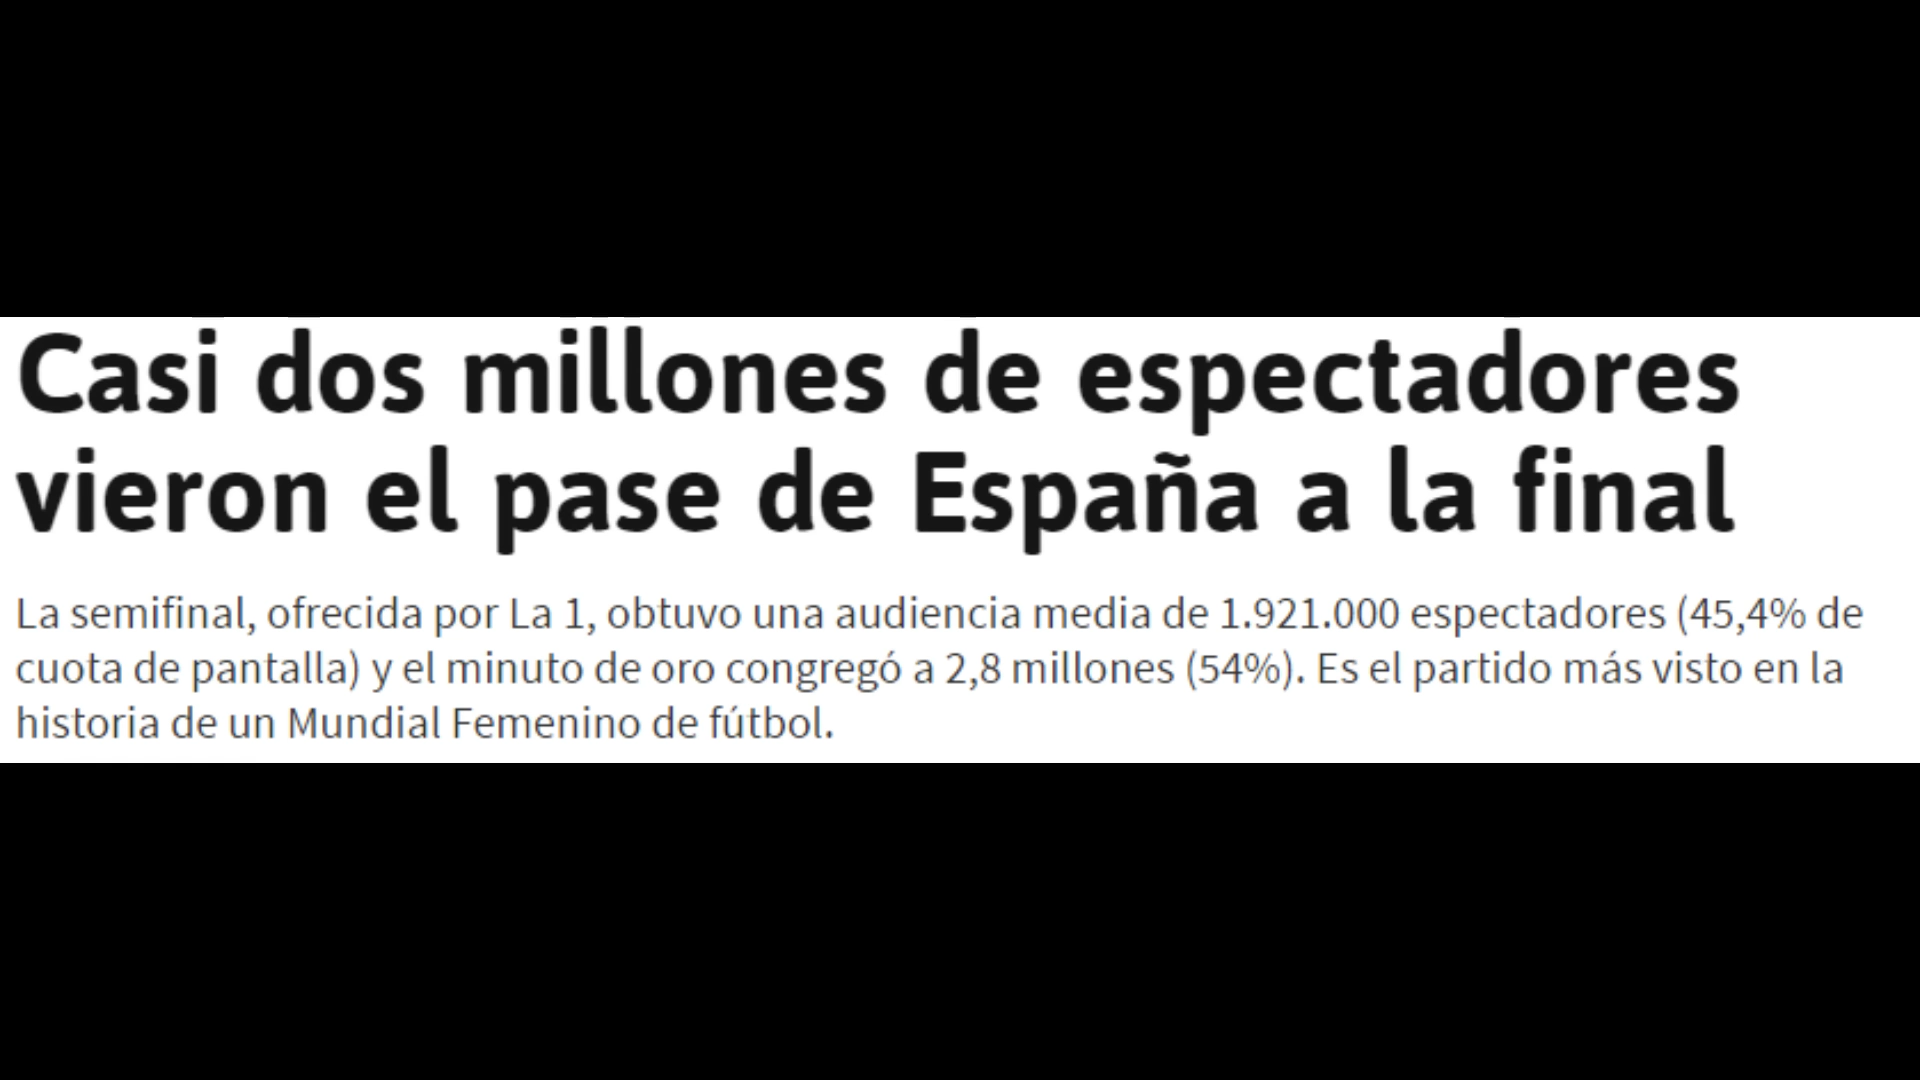 Casi dos millones de espectadores
vieron el pase de España a la final
La semifinal, ofrecida por La 1, obtuvo una audiencia media de 1.921.000 espectadores (45,4% de
cuota de pantalla) y el minuto de oro congregó a 2,8 millones (54%). Es el partido más visto en la
historia de un Mundial Femenino de fútbol.